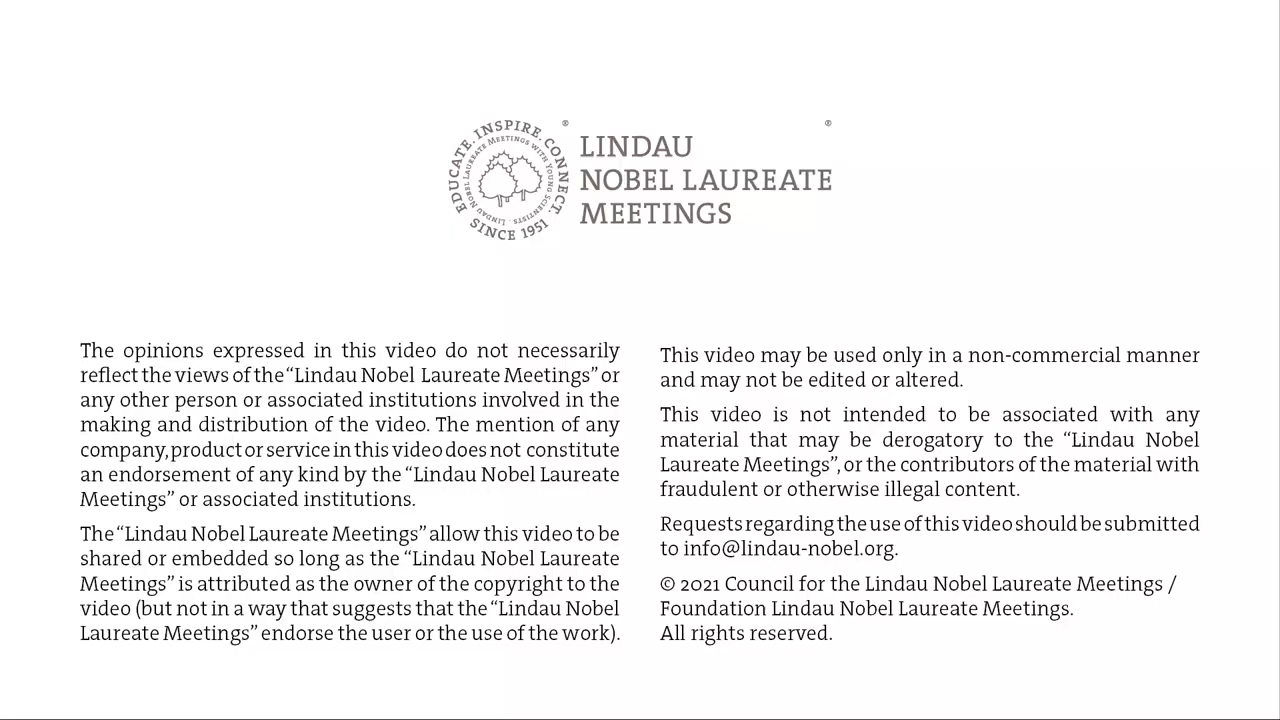 EDUCATE. INSPIRE. CONNECT.
SINCE 1951
LINDAU NOBEL LAUREATE MEETINGS WITH YOUNG SCIENTISTS ·
®
®
LINDAU
NOBEL LAUREATE
MEETINGS
The opinions expressed in this video do not necessarily
reflect the views of the “Lindau Nobel Laureate Meetings” or
any other person or associated institutions involved in the
making and distribution of the video. The mention of any
company, product or service in this video does not constitute
an endorsement of any kind by the “Lindau Nobel Laureate
Meetings” or associated institutions.
The “Lindau Nobel Laureate Meetings” allow this video to be
shared or embedded so long as the “Lindau Nobel Laureate
Meetings” is attributed as the owner of the copyright to the
video (but not in a way that suggests that the “Lindau Nobel
Laureate Meetings” endorse the user or the use of the work).
This video may be used only in a non-commercial manner
and may not be edited or altered.
This video is not intended to be associated with any
material that may be derogatory to the “Lindau Nobel
Laureate Meetings”, or the contributors of the material with
fraudulent or otherwise illegal content.
Requests regarding the use of this video should be submitted
to info@lindau-nobel.org.
© 2021 Council for the Lindau Nobel Laureate Meetings /
Foundation Lindau Nobel Laureate Meetings.
All rights reserved.